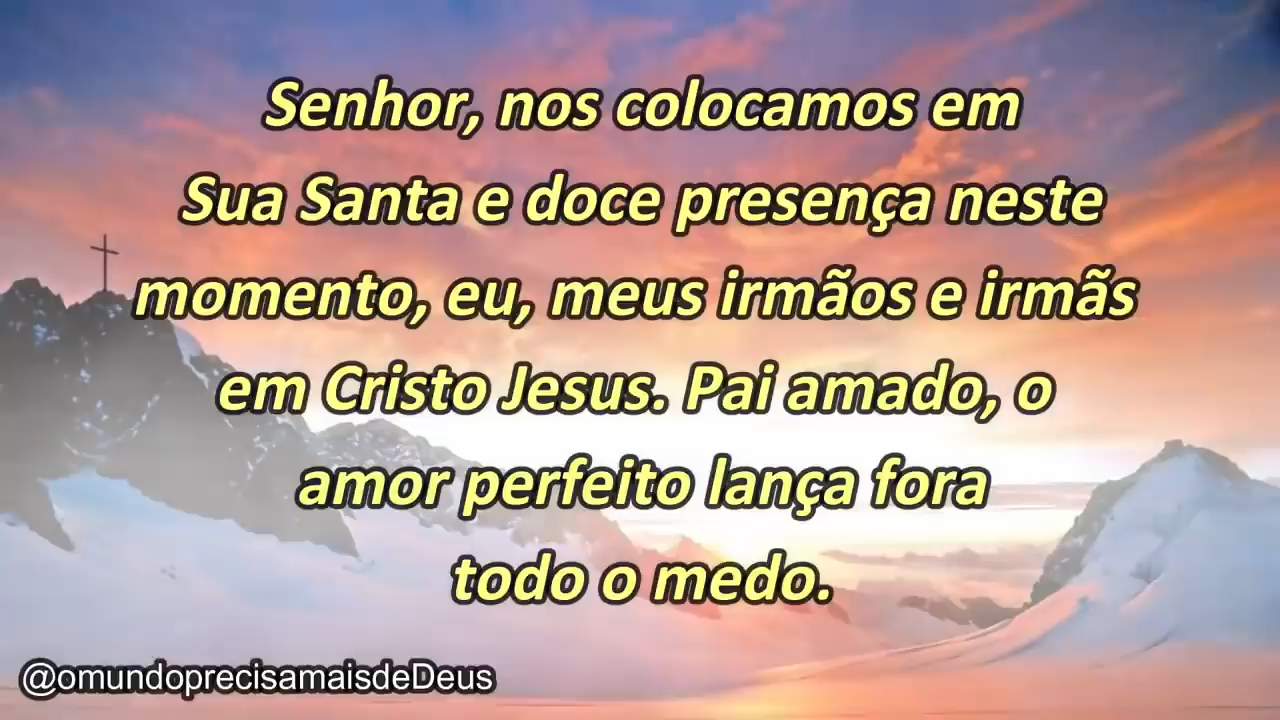 Senhor, nos colocamos em
Sua Santa e doce presença neste
momento, eu, meus irmãos e irmãs
em Cristo Jesus. Pai amado, o
amor perfeito lança fora
todo o medo.
@omundoprecisamaisdeDeus